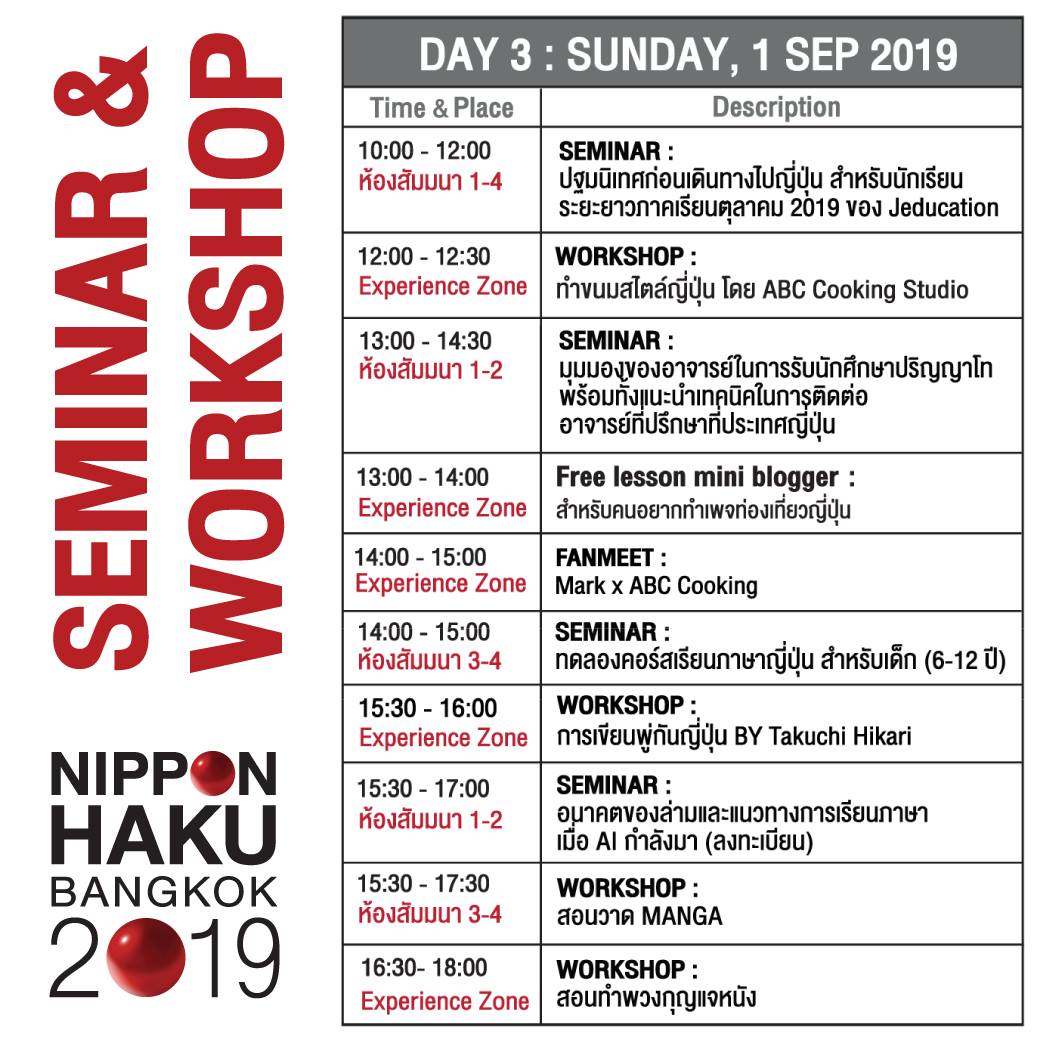 SEMINAR &
WORKSHOP
NIPPON
HAKU
BANGKOK
2019
DAY 3 : SUNDAY, 1 SEP 2019
Time & Place
Description
10:00 - 12:00
ห้องสัมมนา 1-4
SEMINAR :
ปฐมนิเทศก่อนเดินทางไปญี่ปุ่น สำหรับนักเรียน
ระยะยาวภาคเรียนตุลาคม 2019 ของ Jeducation
12:00 - 12:30
Experience Zone
WORKSHOP :
ทำขนมสไตล์ญี่ปุ่น โดย ABC Cooking Studio
13:00 - 14:30
ห้องสัมมนา 1-2
SEMINAR :
มุมมองของอาจารย์ในการรับนักศึกษาปริญญาโท
พร้อมทั้งแนะนำเทคนิคในการติดต่อ
อาจารย์ที่ปรึกษาที่ประเทศญี่ปุ่น
13:00 - 14:00
Experience Zone
Free lesson mini blogger :
สำหรับคนอยากทำเพจท่องเที่ยวญี่ปุ่น
14:00 - 15:00
Experience Zone
FANMEET :
Mark x ABC Cooking
14:00 - 15:00
ห้องสัมมนา 3-4
SEMINAR :
ทดลองคอร์สเรียนภาษาญี่ปุ่น สำหรับเด็ก (6-12 ปี)
15:30 - 16:00
Experience Zone
WORKSHOP :
การเขียนพู่กันญี่ปุ่น BY Takuchi Hikari
15:30 - 17:00
ห้องสัมมนา 1-2
SEMINAR :
อนาคตของล่ามและแนวทางการเรียนภาษา
เมื่อ AI กำลังมา (ลงทะเบียน)
15:30 - 17:30
ห้องสัมมนา 3-4
WORKSHOP :
สอนวาด MANGA
16:30- 18:00
Experience Zone
WORKSHOP :
สอนทำพวงกุญแจหนัง